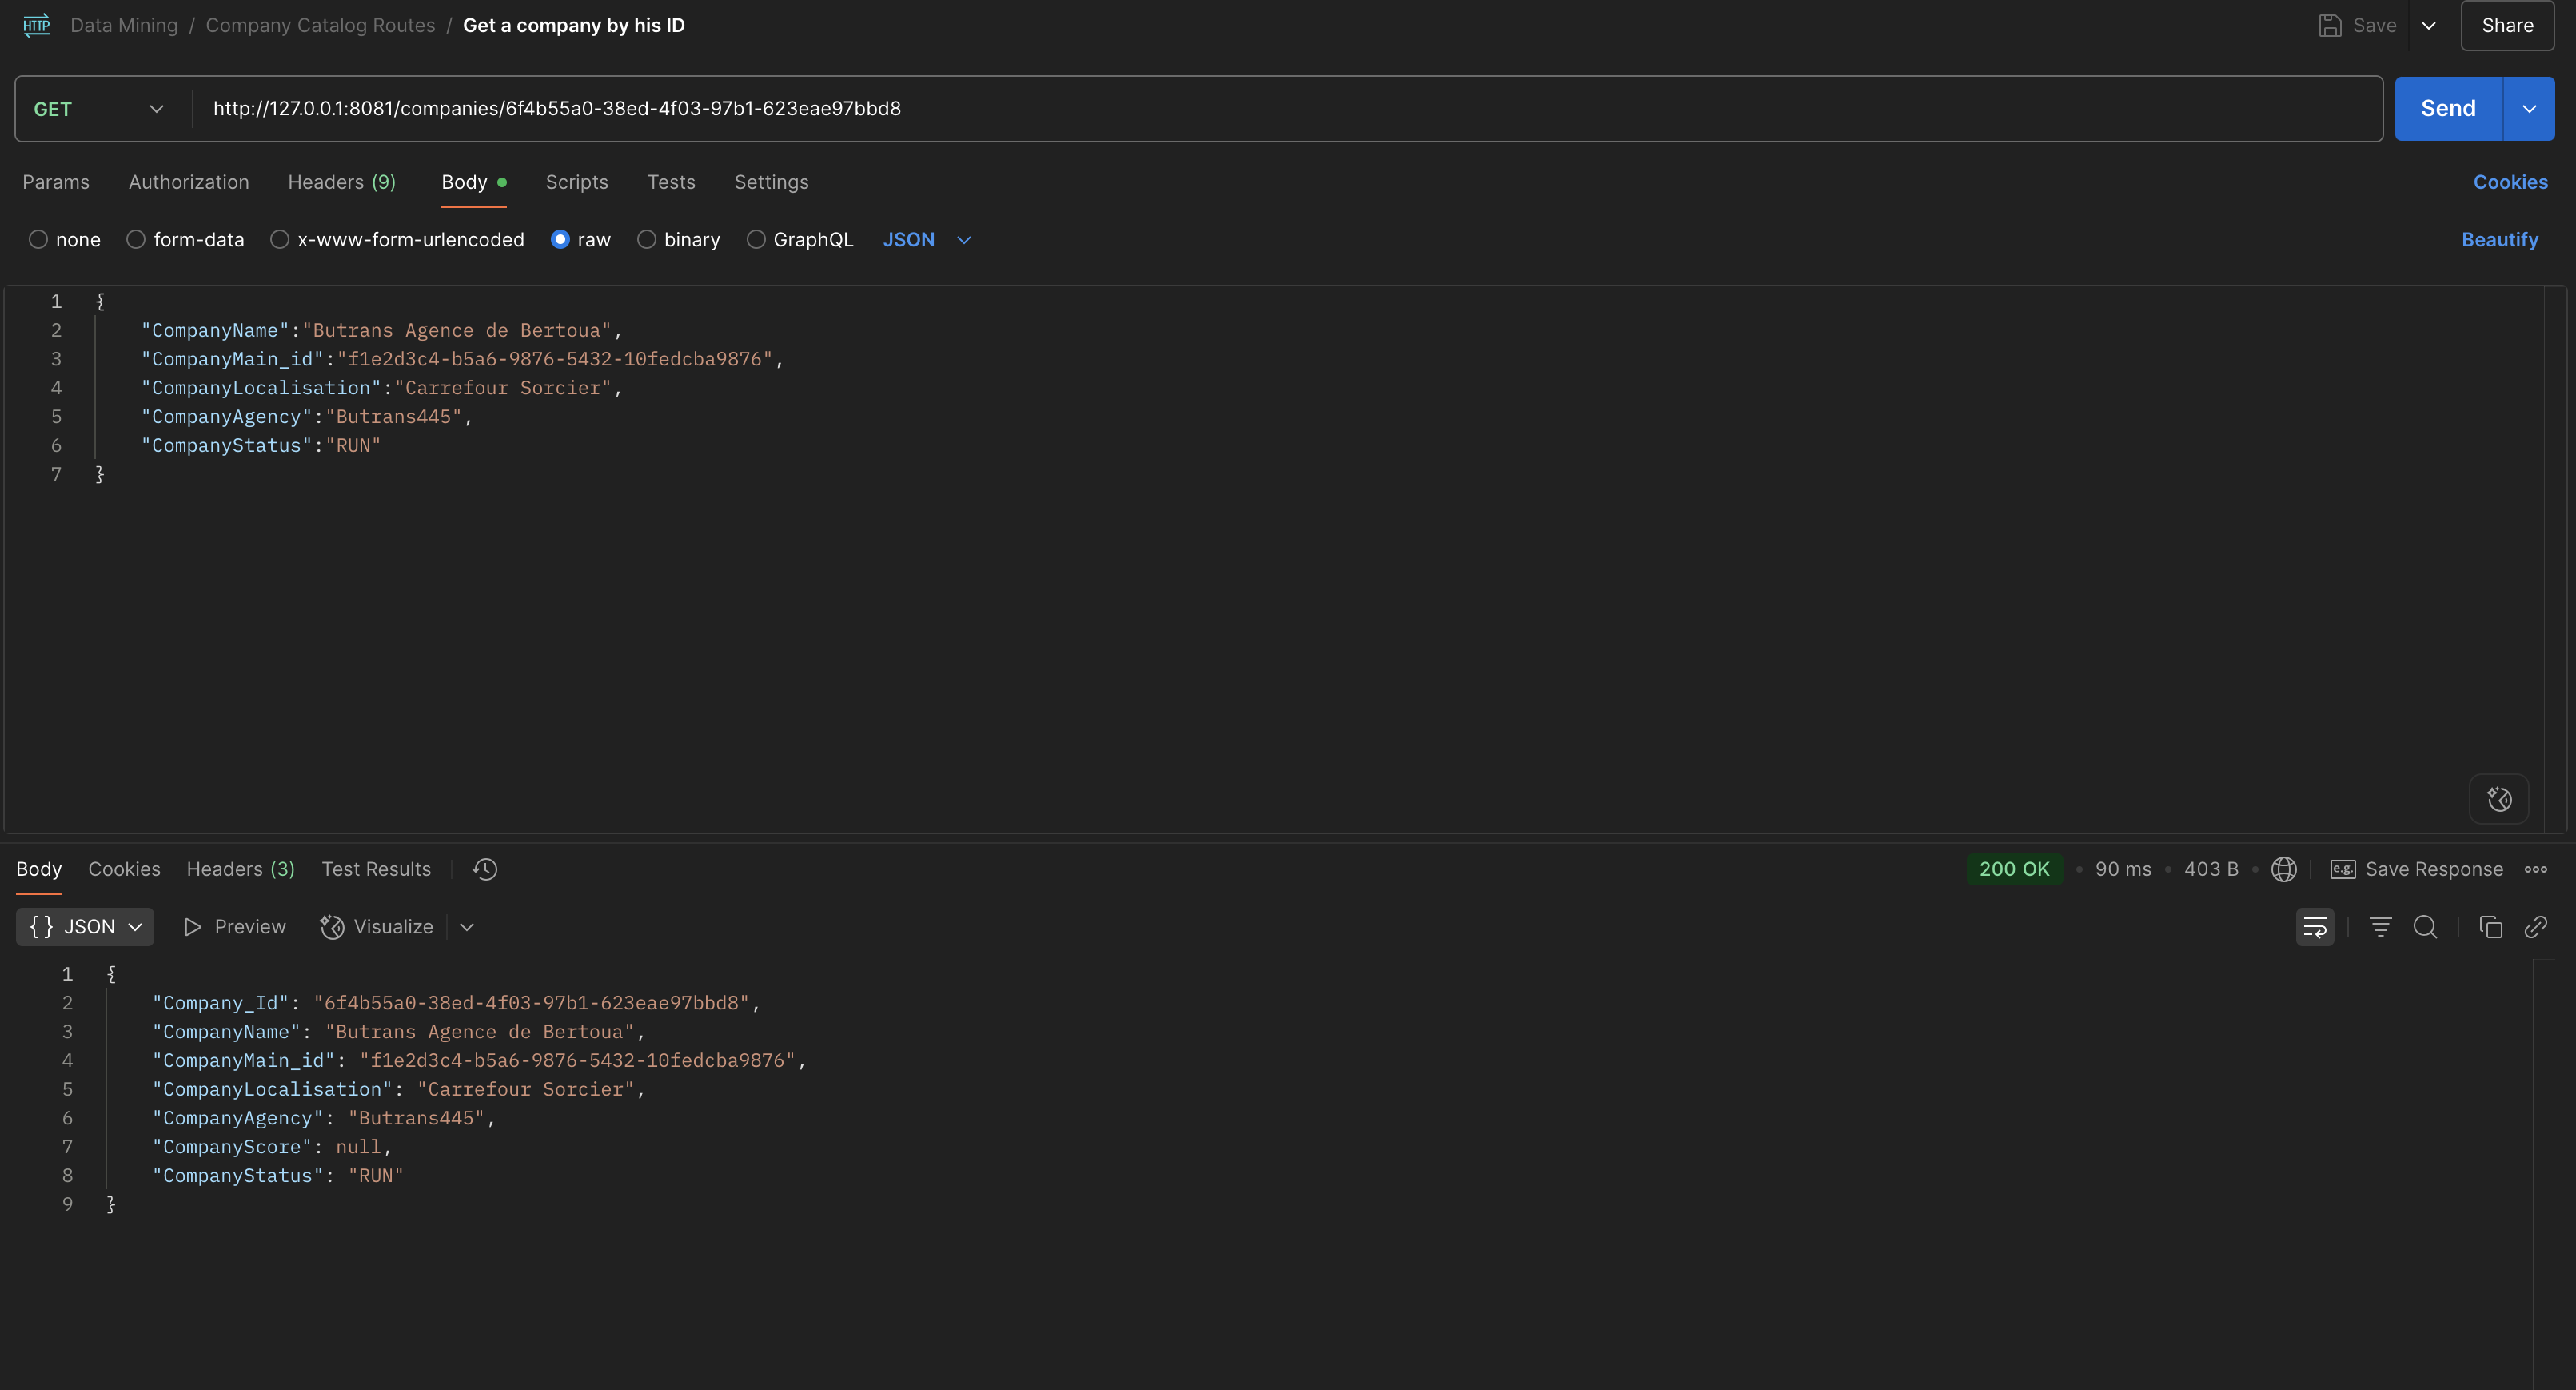 HTTP Data Mining / Company Catalog Routes / Get a company by his ID Save Share
GET http://127.0.0.1:8081/companies/6f4b55a0-38ed-4f03-97b1-623eae97bbd8 Send
Params Authorization Headers (9) Body Scripts Tests Settings Cookies
none form-data x-www-form-urlencoded raw binary GraphQL JSON Beautify
1 {
2 "CompanyName":"Butrans Agence de Bertoua",
3 "CompanyMain_id":"f1e2d3c4-b5a6-9876-5432-10fedcba9876",
4 "CompanyLocalisation":"Carrefour Sorcier",
5 "CompanyAgency":"Butrans445",
6 "CompanyStatus":"RUN"
7 }
Body Cookies Headers (3) Test Results 200 OK • 90 ms • 403 B • e.g. Save Response
{} JSON Preview Visualize
1 {
2 "Company_Id": "6f4b55a0-38ed-4f03-97b1-623eae97bbd8",
3 "CompanyName": "Butrans Agence de Bertoua",
4 "CompanyMain_id": "f1e2d3c4-b5a6-9876-5432-10fedcba9876",
5 "CompanyLocalisation": "Carrefour Sorcier",
6 "CompanyAgency": "Butrans445",
7 "CompanyScore": null,
8 "CompanyStatus": "RUN"
9 }